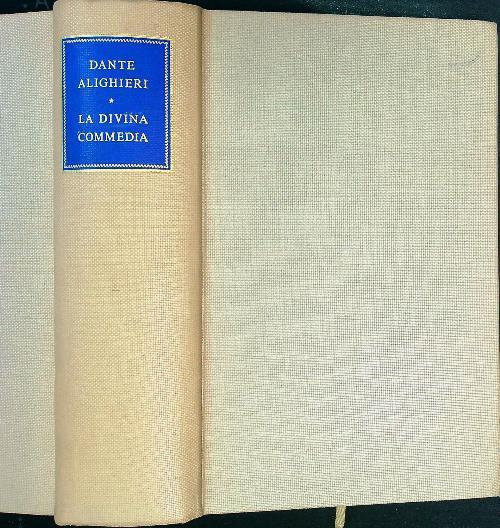 DANTE
ALIGHIERI
*
LA DIVINA
COMMEDIA